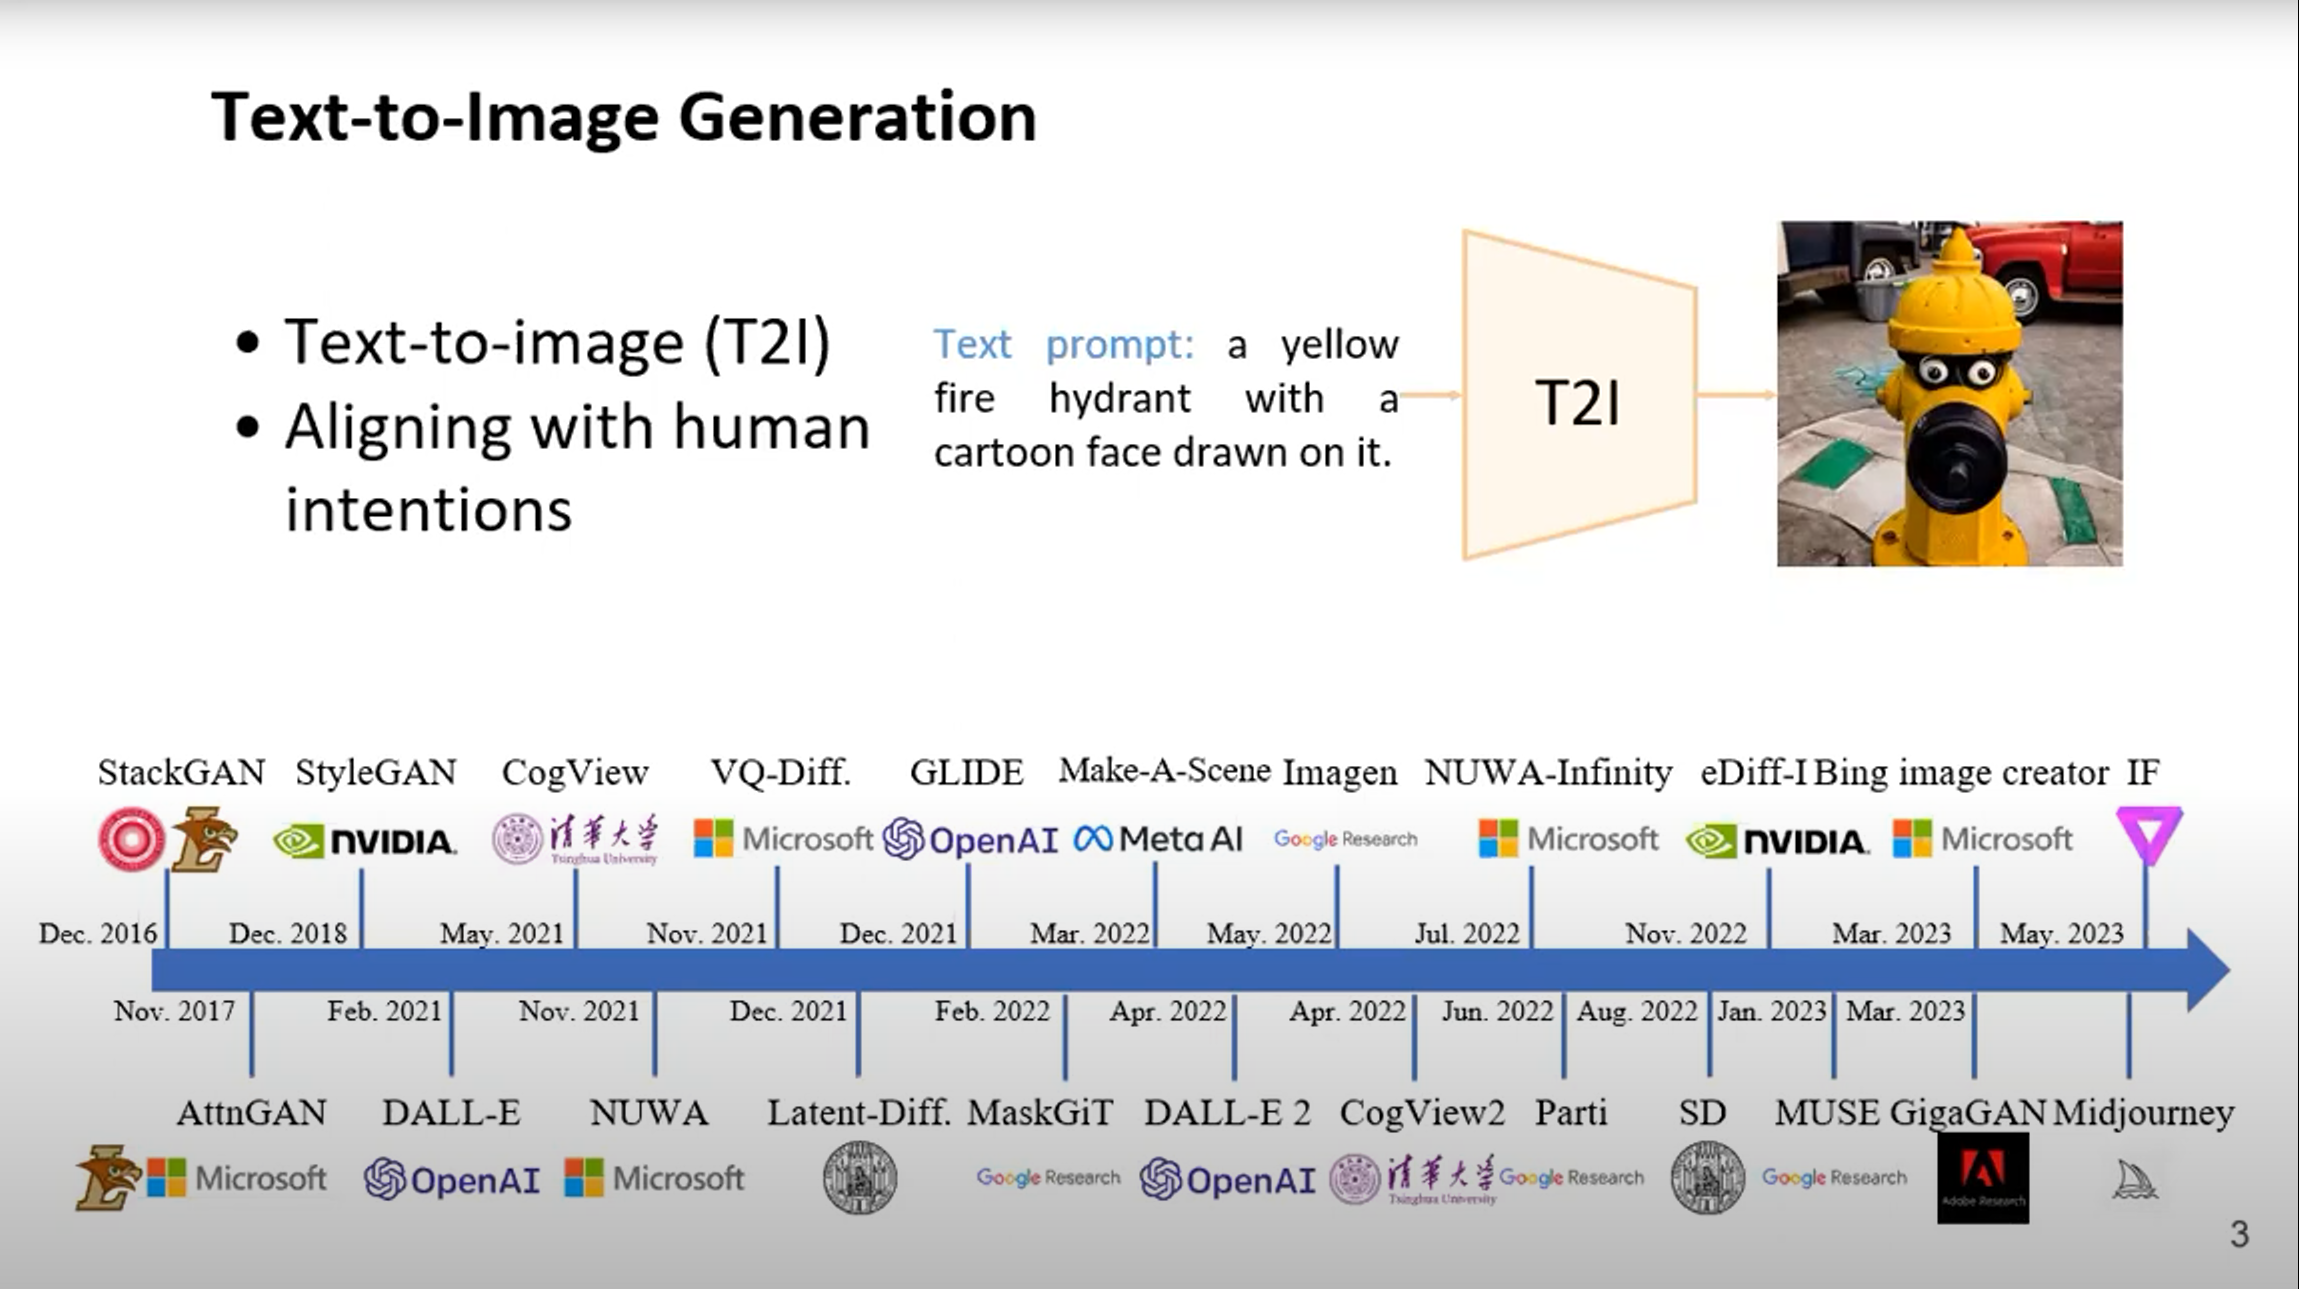 Text-to-Image Generation
• Text-to-image (T2I)
• Aligning with human
intentions
Text prompt: a yellow
fire hydrant with a
cartoon face drawn on it.
T2I
StackGAN StyleGAN CogView VQ-Diff. GLIDE Make-A-Scene Imagen NUWA-Infinity eDiff-I Bing image creator IF
L NVIDIA. 清華大学 Microsoft OpenAI Meta AI Google Research Microsoft NVIDIA. Microsoft
Tsinghua University
Dec. 2016 Dec. 2018 May. 2021 Nov. 2021 Dec. 2021 Mar. 2022 May. 2022 Jul. 2022 Nov. 2022 Mar. 2023 May. 2023
Nov. 2017 Feb. 2021 Nov. 2021 Dec. 2021 Feb. 2022 Apr. 2022 Apr. 2022 Jun. 2022 Aug. 2022 Jan. 2023 Mar. 2023
AttnGAN DALL-E NUWA Latent-Diff. MaskGiT DALL-E 2 CogView2 Parti SD MUSE GigaGAN Midjourney
L Microsoft OpenAI Microsoft Google Research OpenAI 清華大学 Google Research Google Research Adobe Research
Tsinghua University
3